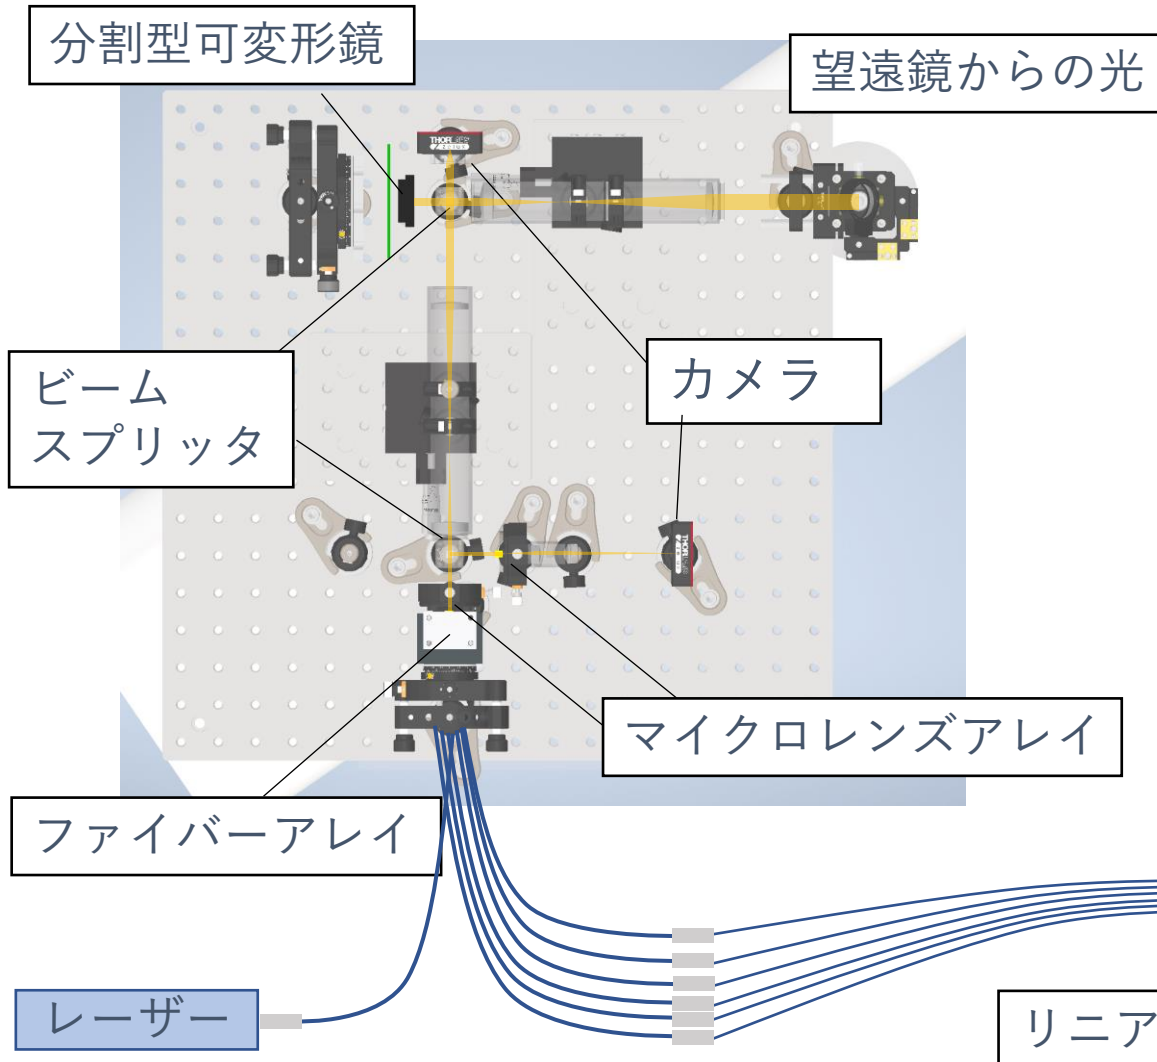 分割型可変形鏡
望遠鏡からの光
THORLABS
カメラ
ビーム
スプリッタ
マイクロレンズアレイ
ファイバーアレイ
レーザー
リニア